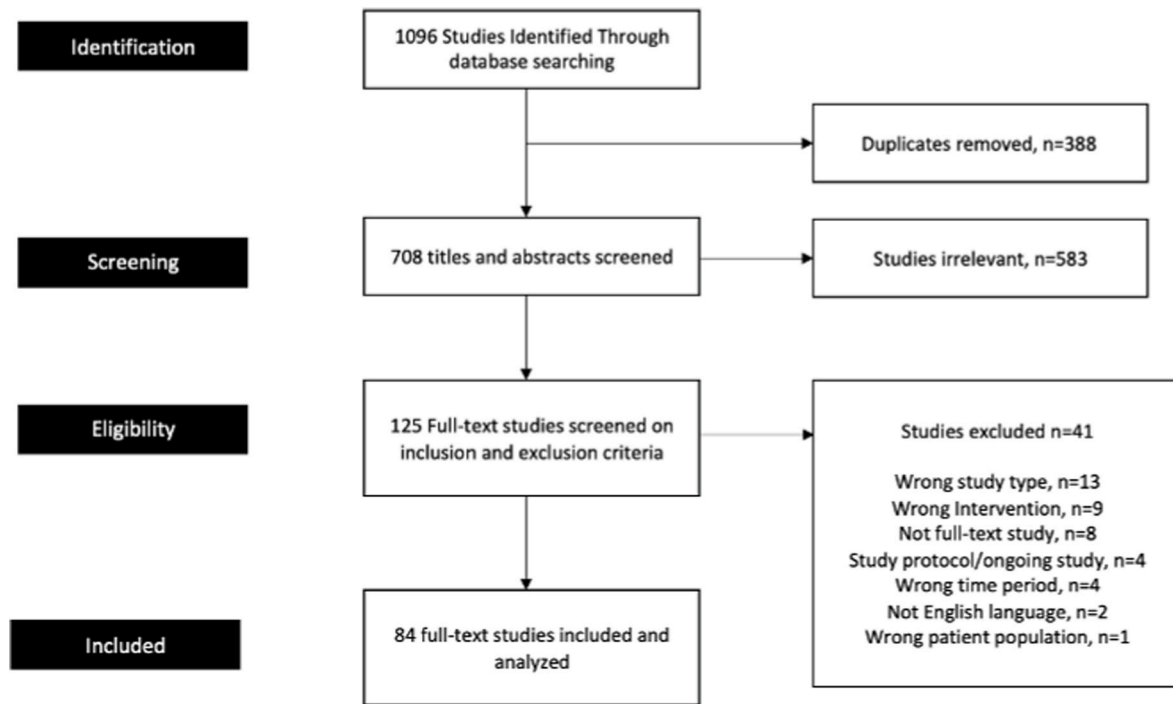 Identification
1096 Studies Identified Through
database searching
Duplicates removed, n=388
Screening
708 titles and abstracts screened
Studies irrelevant, n=583
Eligibility
125 Full-text studies screened on
inclusion and exclusion criteria
Studies excluded n=41
Wrong study type, n=13
Wrong Intervention, n=9
Not full-text study, n=8
Study protocol/ongoing study, n=4
Wrong time period, n=4
Not English language, n=2
Wrong patient population, n=1
Included
84 full-text studies included and
analyzed